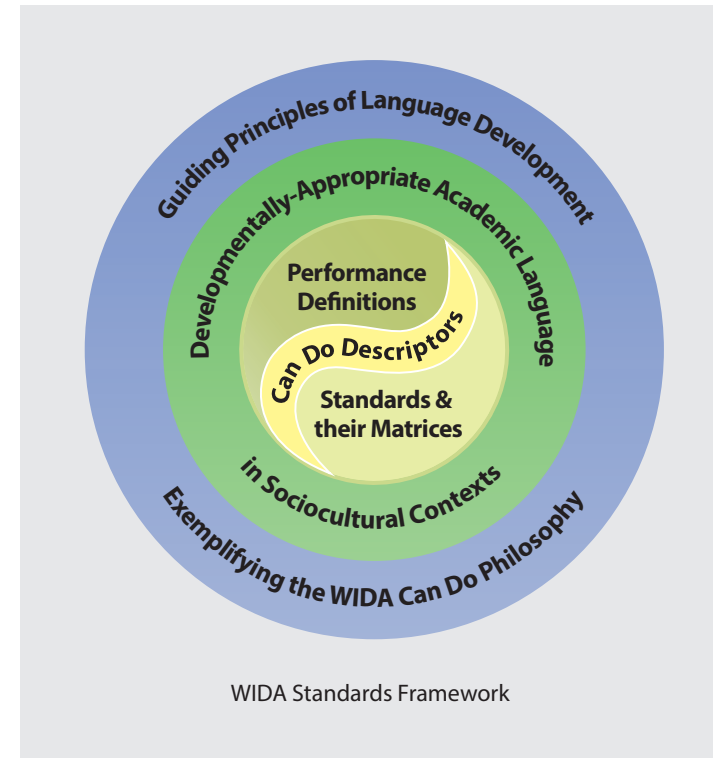 Guiding Principles of Language Development
Developmentally-Appropriate Academic Language
Performance
Definitions
Can Do Descriptors
Standards &
their Matrices
in Sociocultural Contexts
Exemplifying the WIDA Can Do Philosophy
WIDA Standards Framework